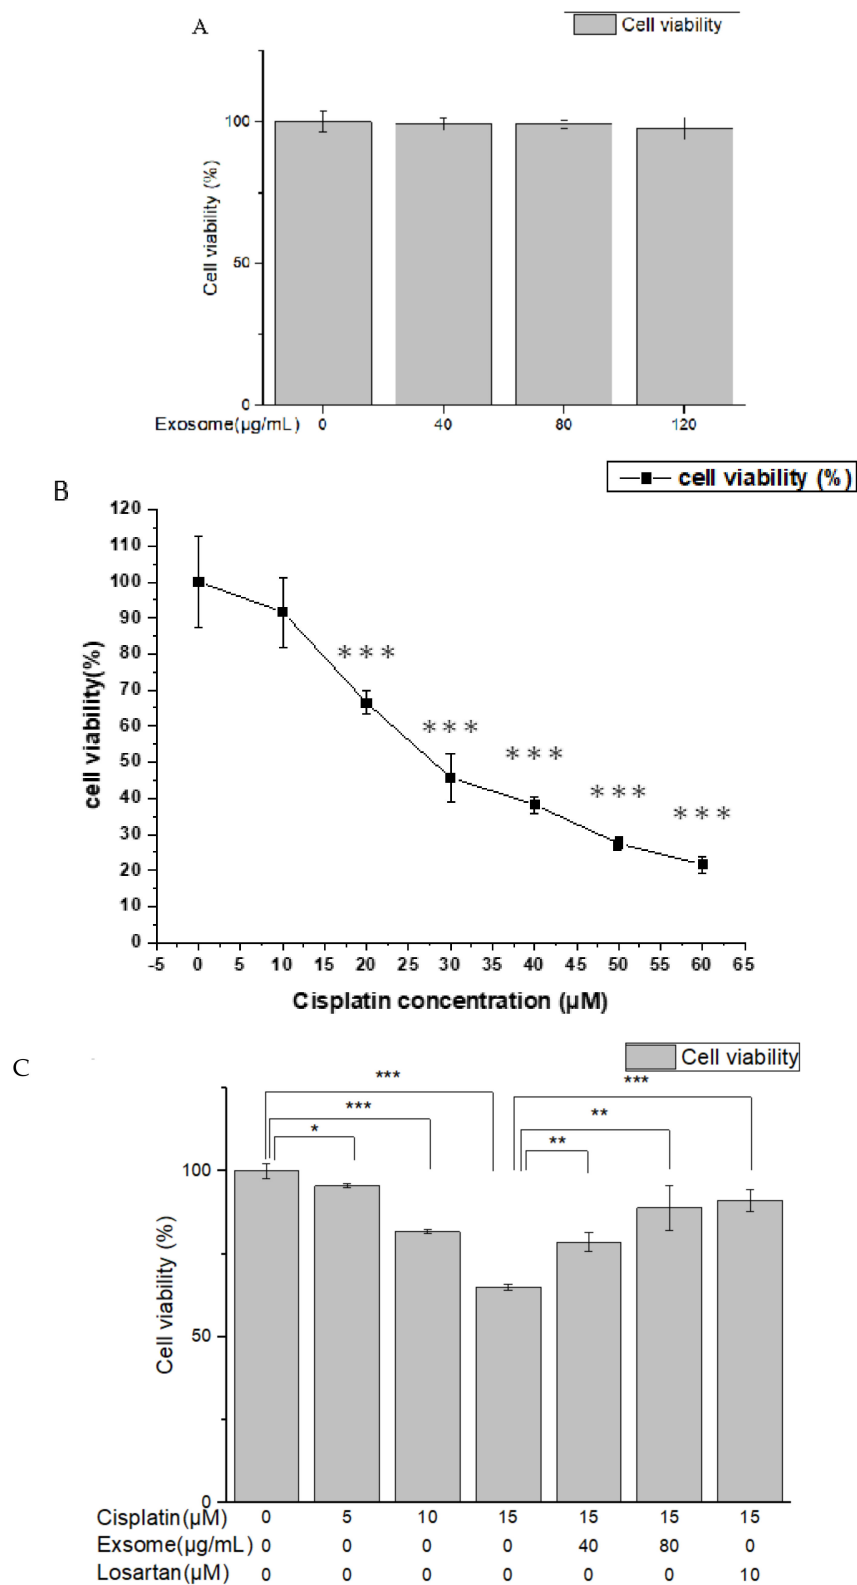 A
Cell viability
Cell viability (%)
100
50
0
Exosome(µg/mL) 0 40 80 120
B
cell viability (%)
cell viability(%)
120
110
100
90
80
70
60
50
40
30
20
10
0
***
***
***
***
***
-5 0 5 10 15 20 25 30 35 40 45 50 55 60 65
Cisplatin concentration (µM)
C
Cell viability
Cell viability (%)
***
***
*
***
**
**
100
50
0
Cisplatin(µM) 0 5 10 15 15 15 15
Exsome(µg/mL) 0 0 0 0 40 80 0
Losartan(µM) 0 0 0 0 0 0 10